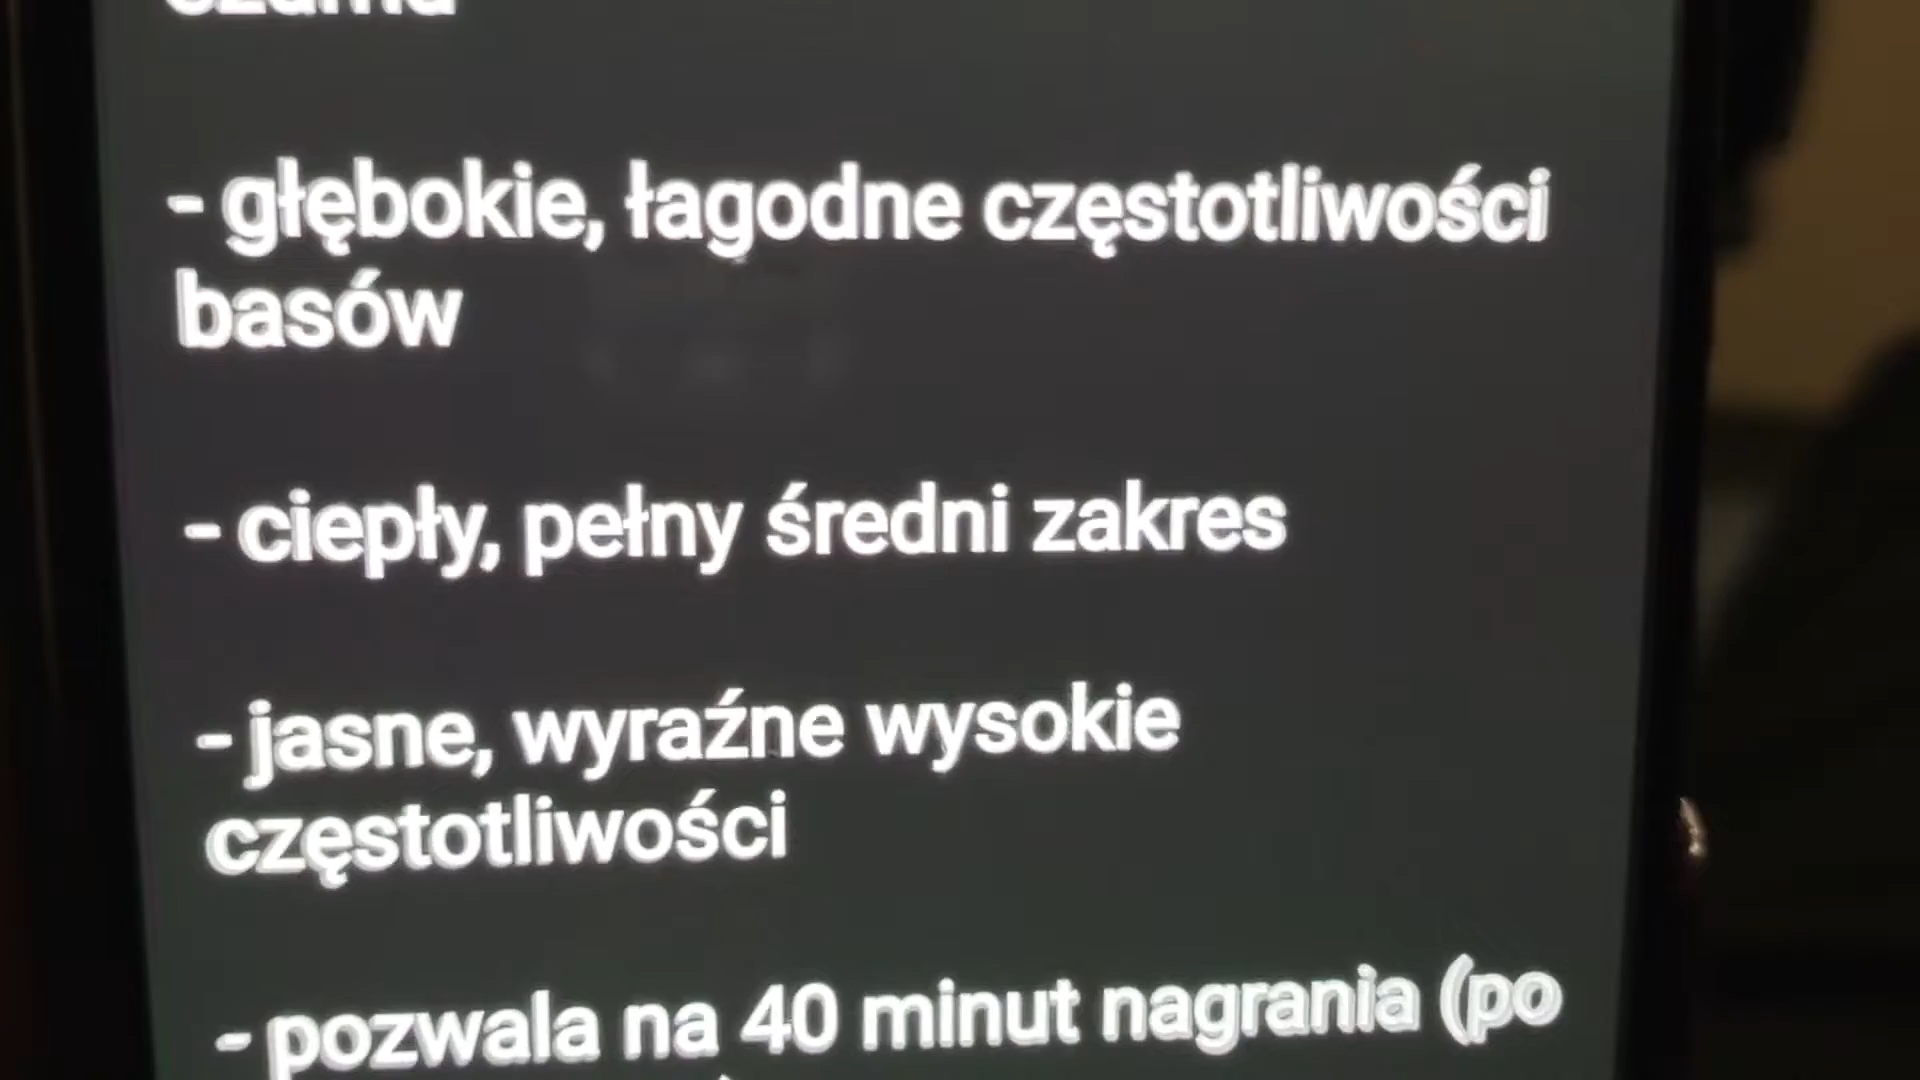 - głębokie, łagodne częstotliwości
basów
- ciepły, pełny średni zakres
- jasne, wyraźne wysokie
częstotliwości
- pozwala na 40 minut nagrania (po